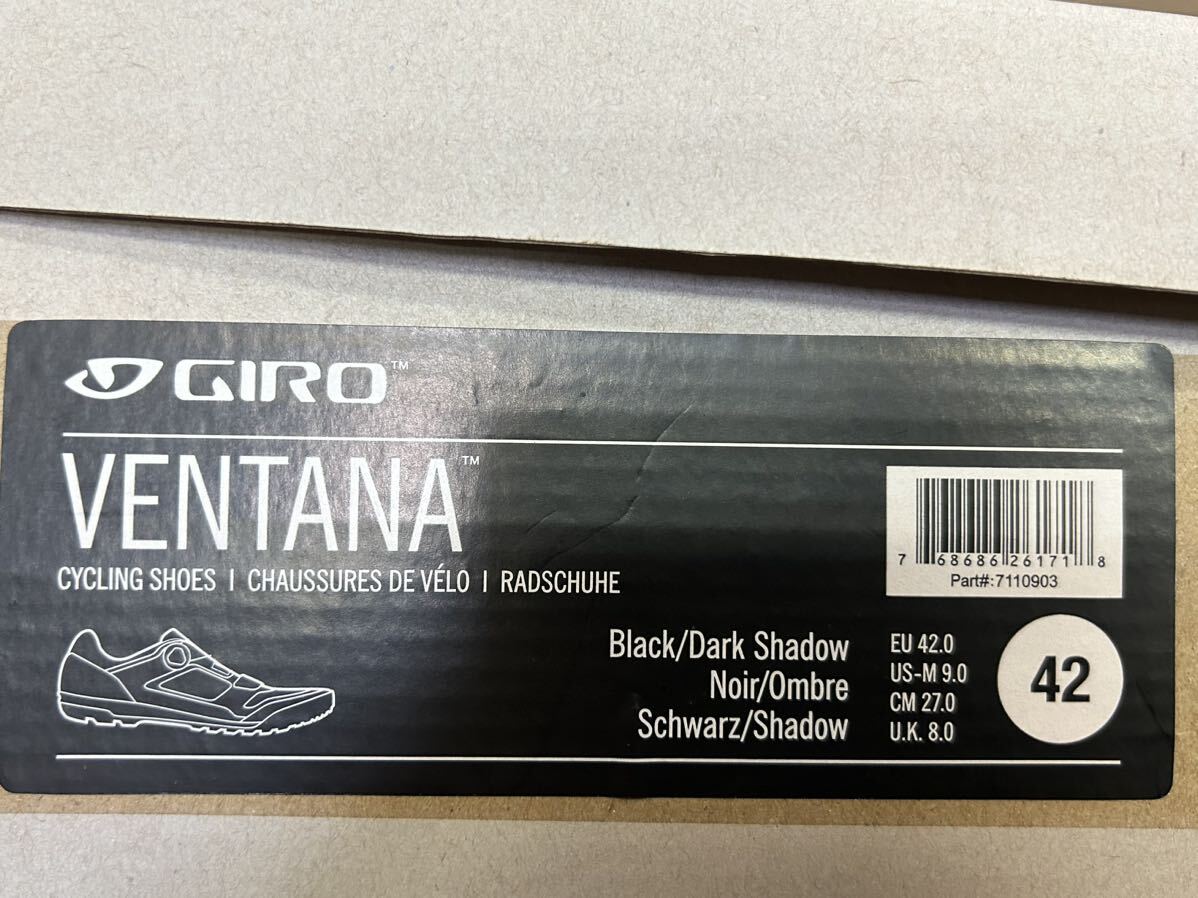 GIRO™
VENTANA™
CYCLING SHOES | CHAUSSURES DE VÉLO | RADSCHUHE
7 68686 26171 8
Part#:7110903
Black/Dark Shadow
Noir/Ombre
Schwarz/Shadow
EU 42.0
US-M 9.0
CM 27.0
U.K. 8.0
42